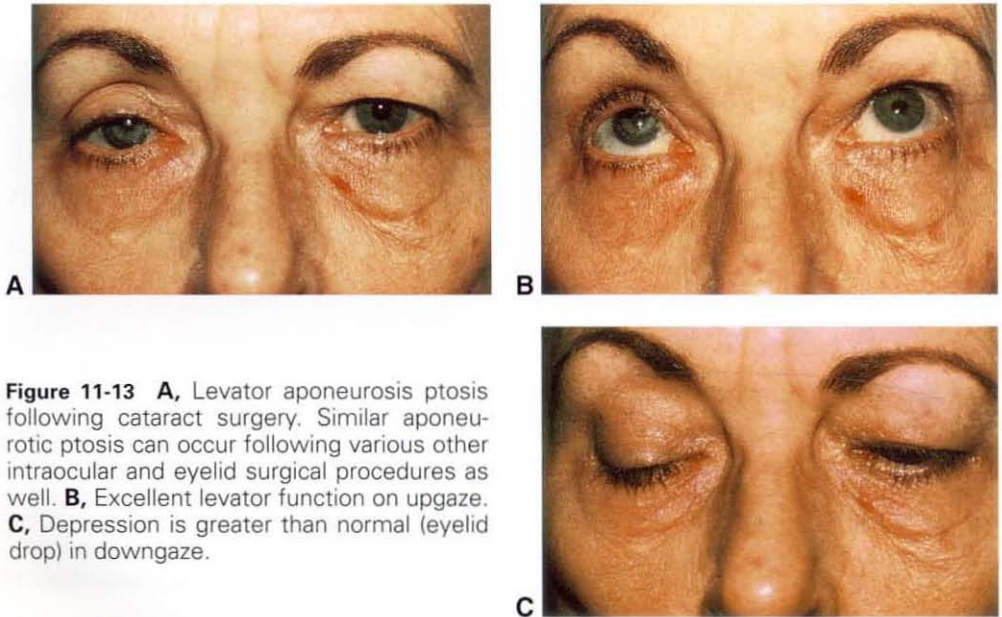 A
B
Figure 11-13 A, Levator aponeurosis ptosis
following cataract surgery. Similar aponeu-
rotic ptosis can occur following various other
intraocular and eyelid surgical procedures as
well. B, Excellent levator function on upgaze.
C, Depression is greater than normal (eyelid
drop) in downgaze.
C